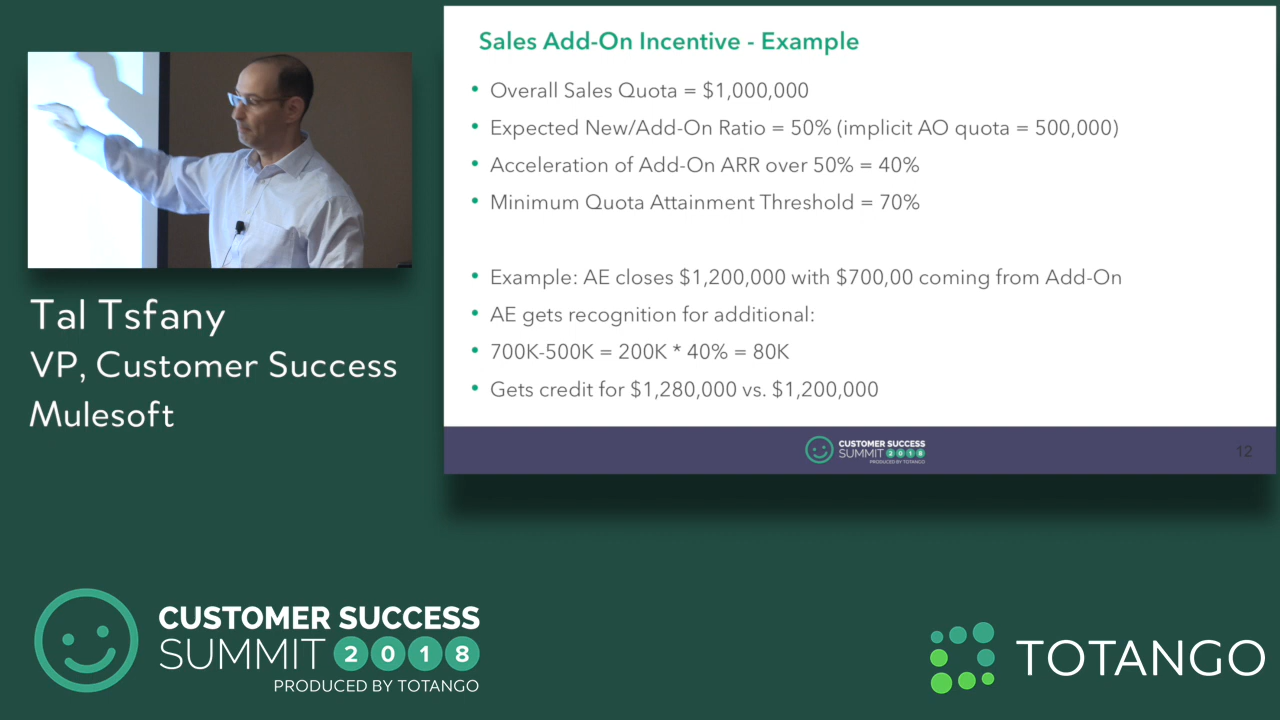 Sales Add-On Incentive - Example
• Overall Sales Quota = $1,000,000
• Expected New/Add-On Ratio = 50% (implicit AO quota = 500,000)
• Acceleration of Add-On ARR over 50% = 40%
• Minimum Quota Attainment Threshold = 70%
• Example: AE closes $1,200,000 with $700,00 coming from Add-On
• AE gets recognition for additional:
• 700K-500K = 200K * 40% = 80K
• Gets credit for $1,280,000 vs. $1,200,000
CUSTOMER SUCCESS
SUMMIT 2018
PRODUCED BY TOTANGO
12
Tal Tsfany
VP, Customer Success
Mulesoft
CUSTOMER SUCCESS
SUMMIT 2018
PRODUCED BY TOTANGO
TOTANGO